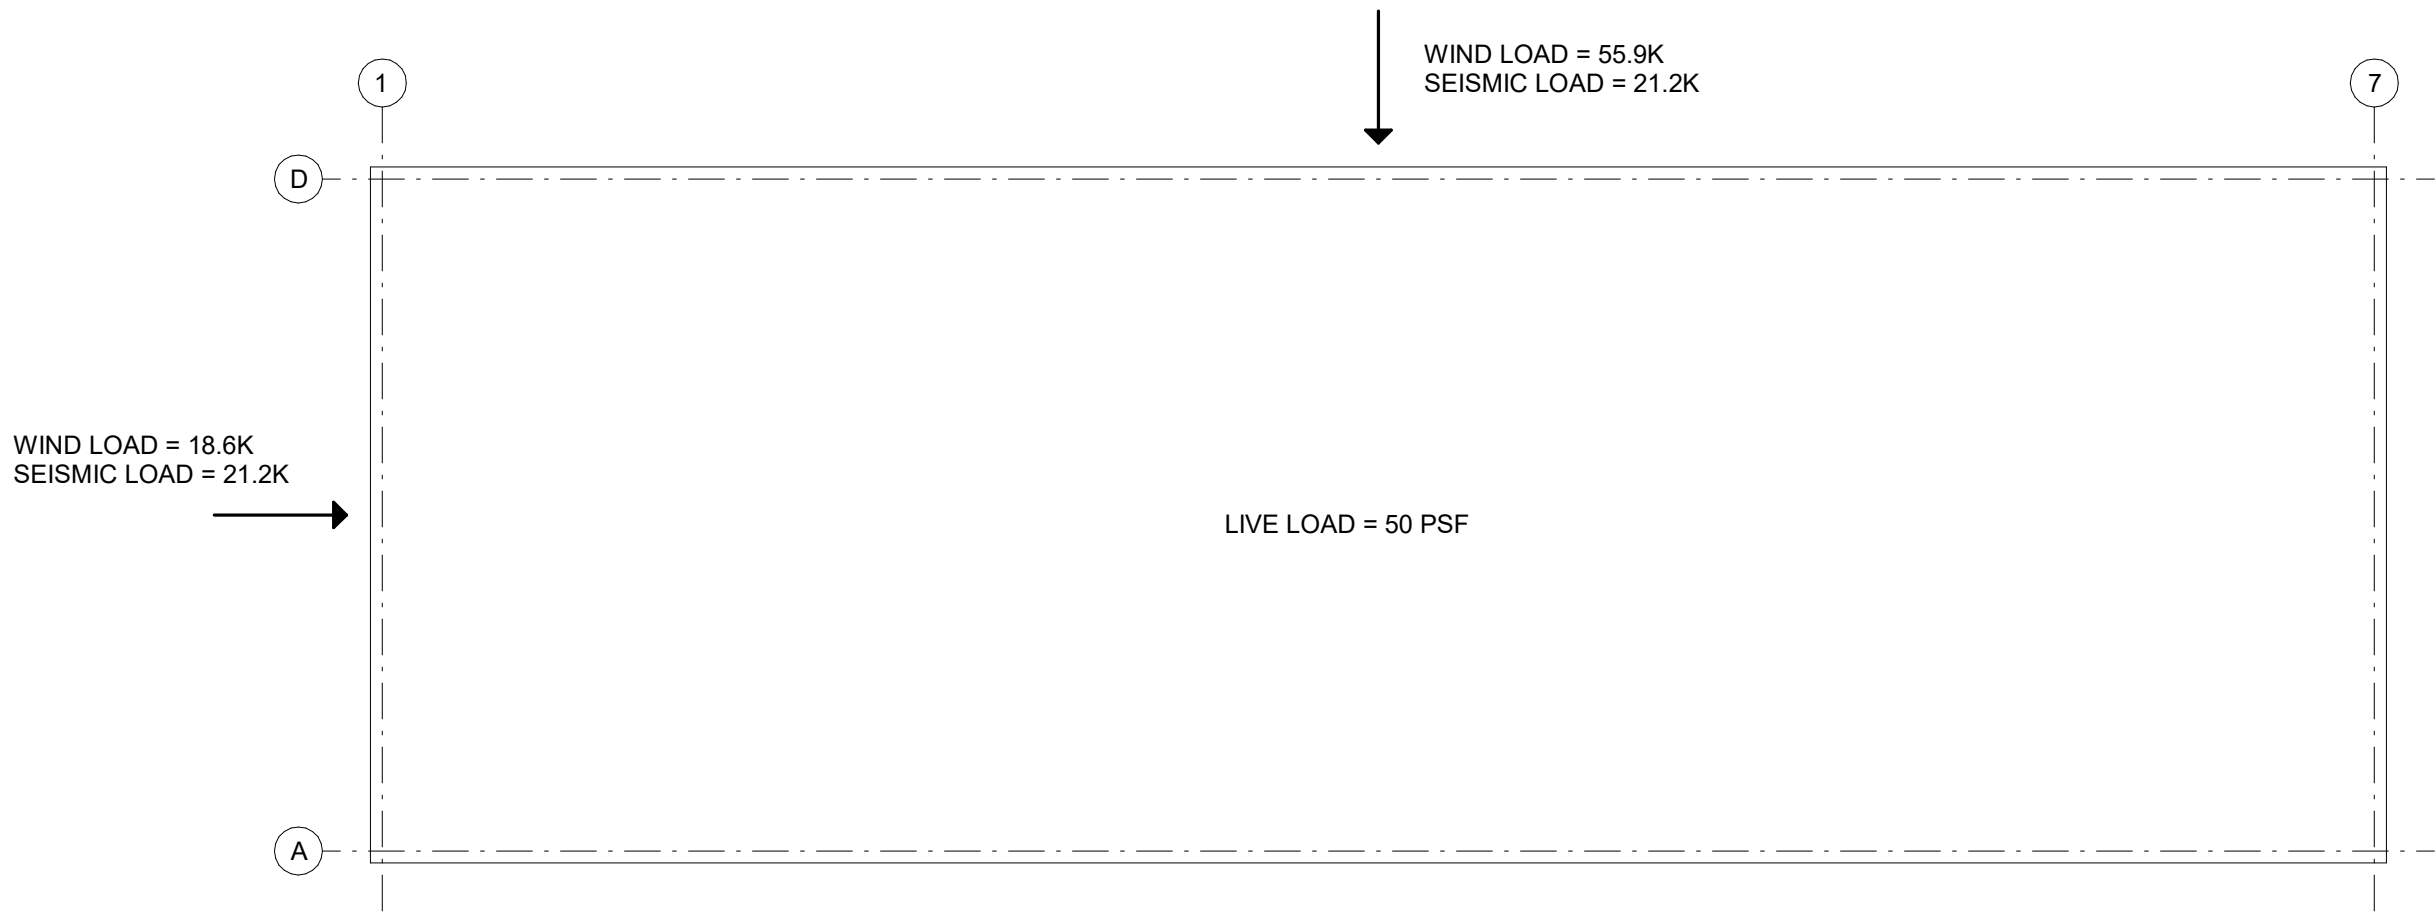 WIND LOAD = 55.9K
SEISMIC LOAD = 21.2K
1
7
D
WIND LOAD = 18.6K
SEISMIC LOAD = 21.2K
LIVE LOAD = 50 PSF
A